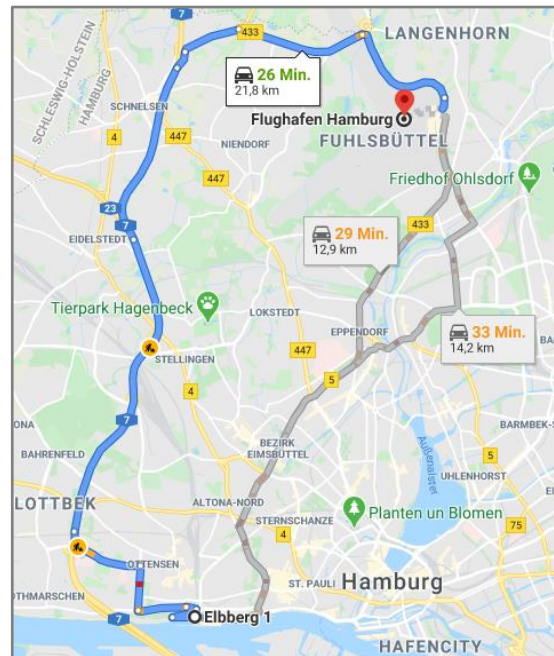 7
433
LANGENHORN
SCHLESWIG-HOLSTEIN
HAMBURG
26 Min.
21,8 km
SCHNELSEN
4
447
NIENDORF
Flughafen Hamburg
FUHLSBÜTTEL
447
Friedhof Ohlsdorf
23
7
433
29 Min.
12,9 km
EIDELSTEDT
Tierpark Hagenbeck
LOKSTEDT
EPPENDORF
33 Min.
14,2 km
STELLINGEN
447
5
4
7
BAHRENFELD
BEZIRK
EIMSBÜTTEL
BARMBEK-S
Außenalster
UHLENHORST
LOTTBEK
ALTONA-NORD
STERNSCHANZE
Planten un Blomen
75
4
OTTENSEN
ST. PAULI
Hamburg
OTHMARSCHEN
7
Elbberg 1
HAFENCITY